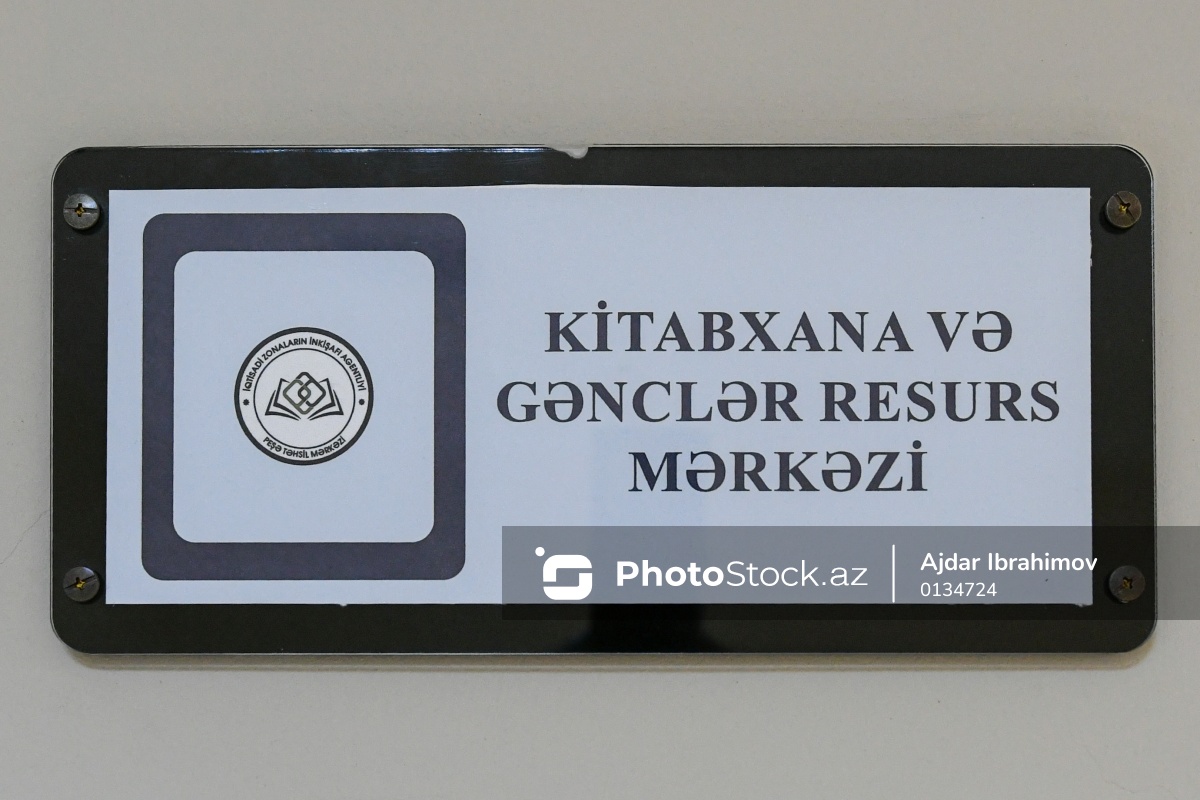 İQTİSADİ ZONALARIN İNKİŞAFI AGENTLİYİ
PEŞƏ TƏHSİL MƏRKƏZİ
KİTABXANA VƏ
GƏNCLƏR RESURS
MƏRKƏZİ
PhotoStock.az
Ajdar Ibrahimov
0134724